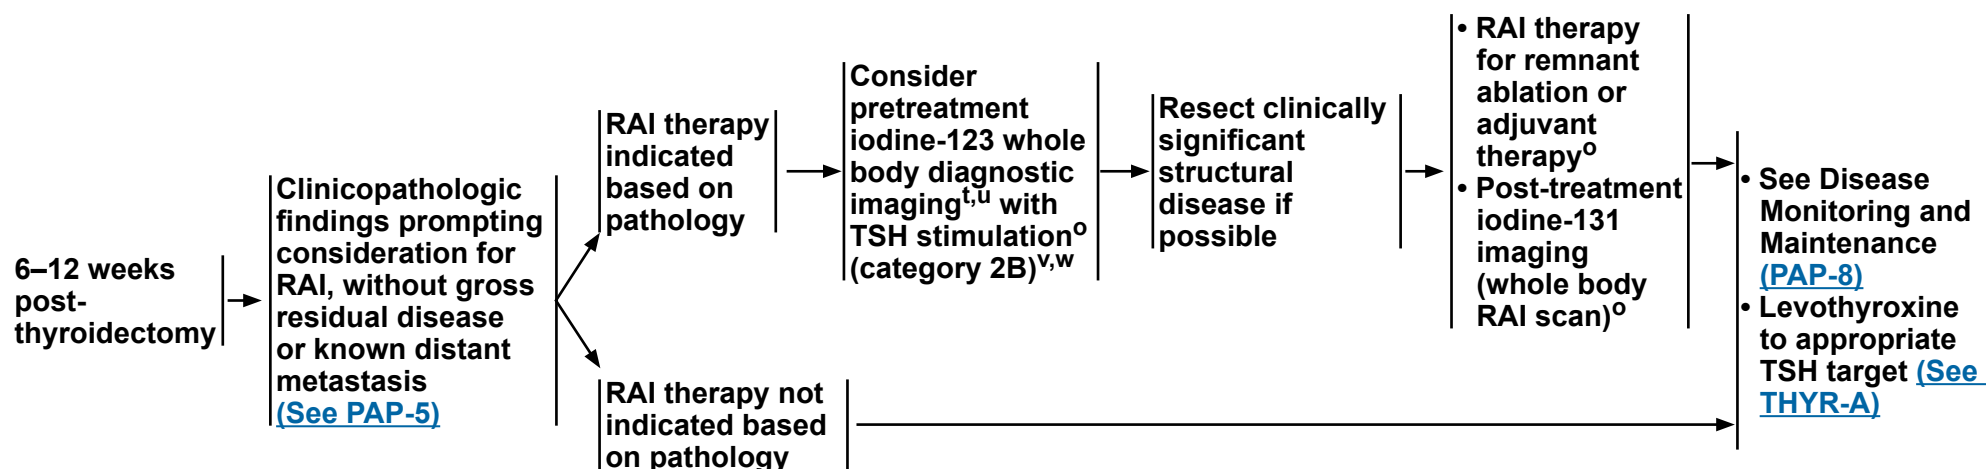 6–12 weeks
post-
thyroidectomy
Clinicopathologic
findings prompting
consideration for
RAI, without gross
residual disease
or known distant
metastasis
(See PAP-5)
RAI therapy
indicated
based on
pathology
Consider
pretreatment
iodine-123 whole
body diagnostic
imagingt,u with
TSH stimulationo
(category 2B)v,w
Resect clinically
significant
structural
disease if
possible
• RAI therapy
for remnant
ablation or
adjuvant
therapyo
• Post-treatment
iodine-131
imaging
(whole body
RAI scan)o
RAI therapy not
indicated based
on pathology
• See Disease
Monitoring and
Maintenance
(PAP-8)
• Levothyroxine
to appropriate
TSH target (See
THYR-A)